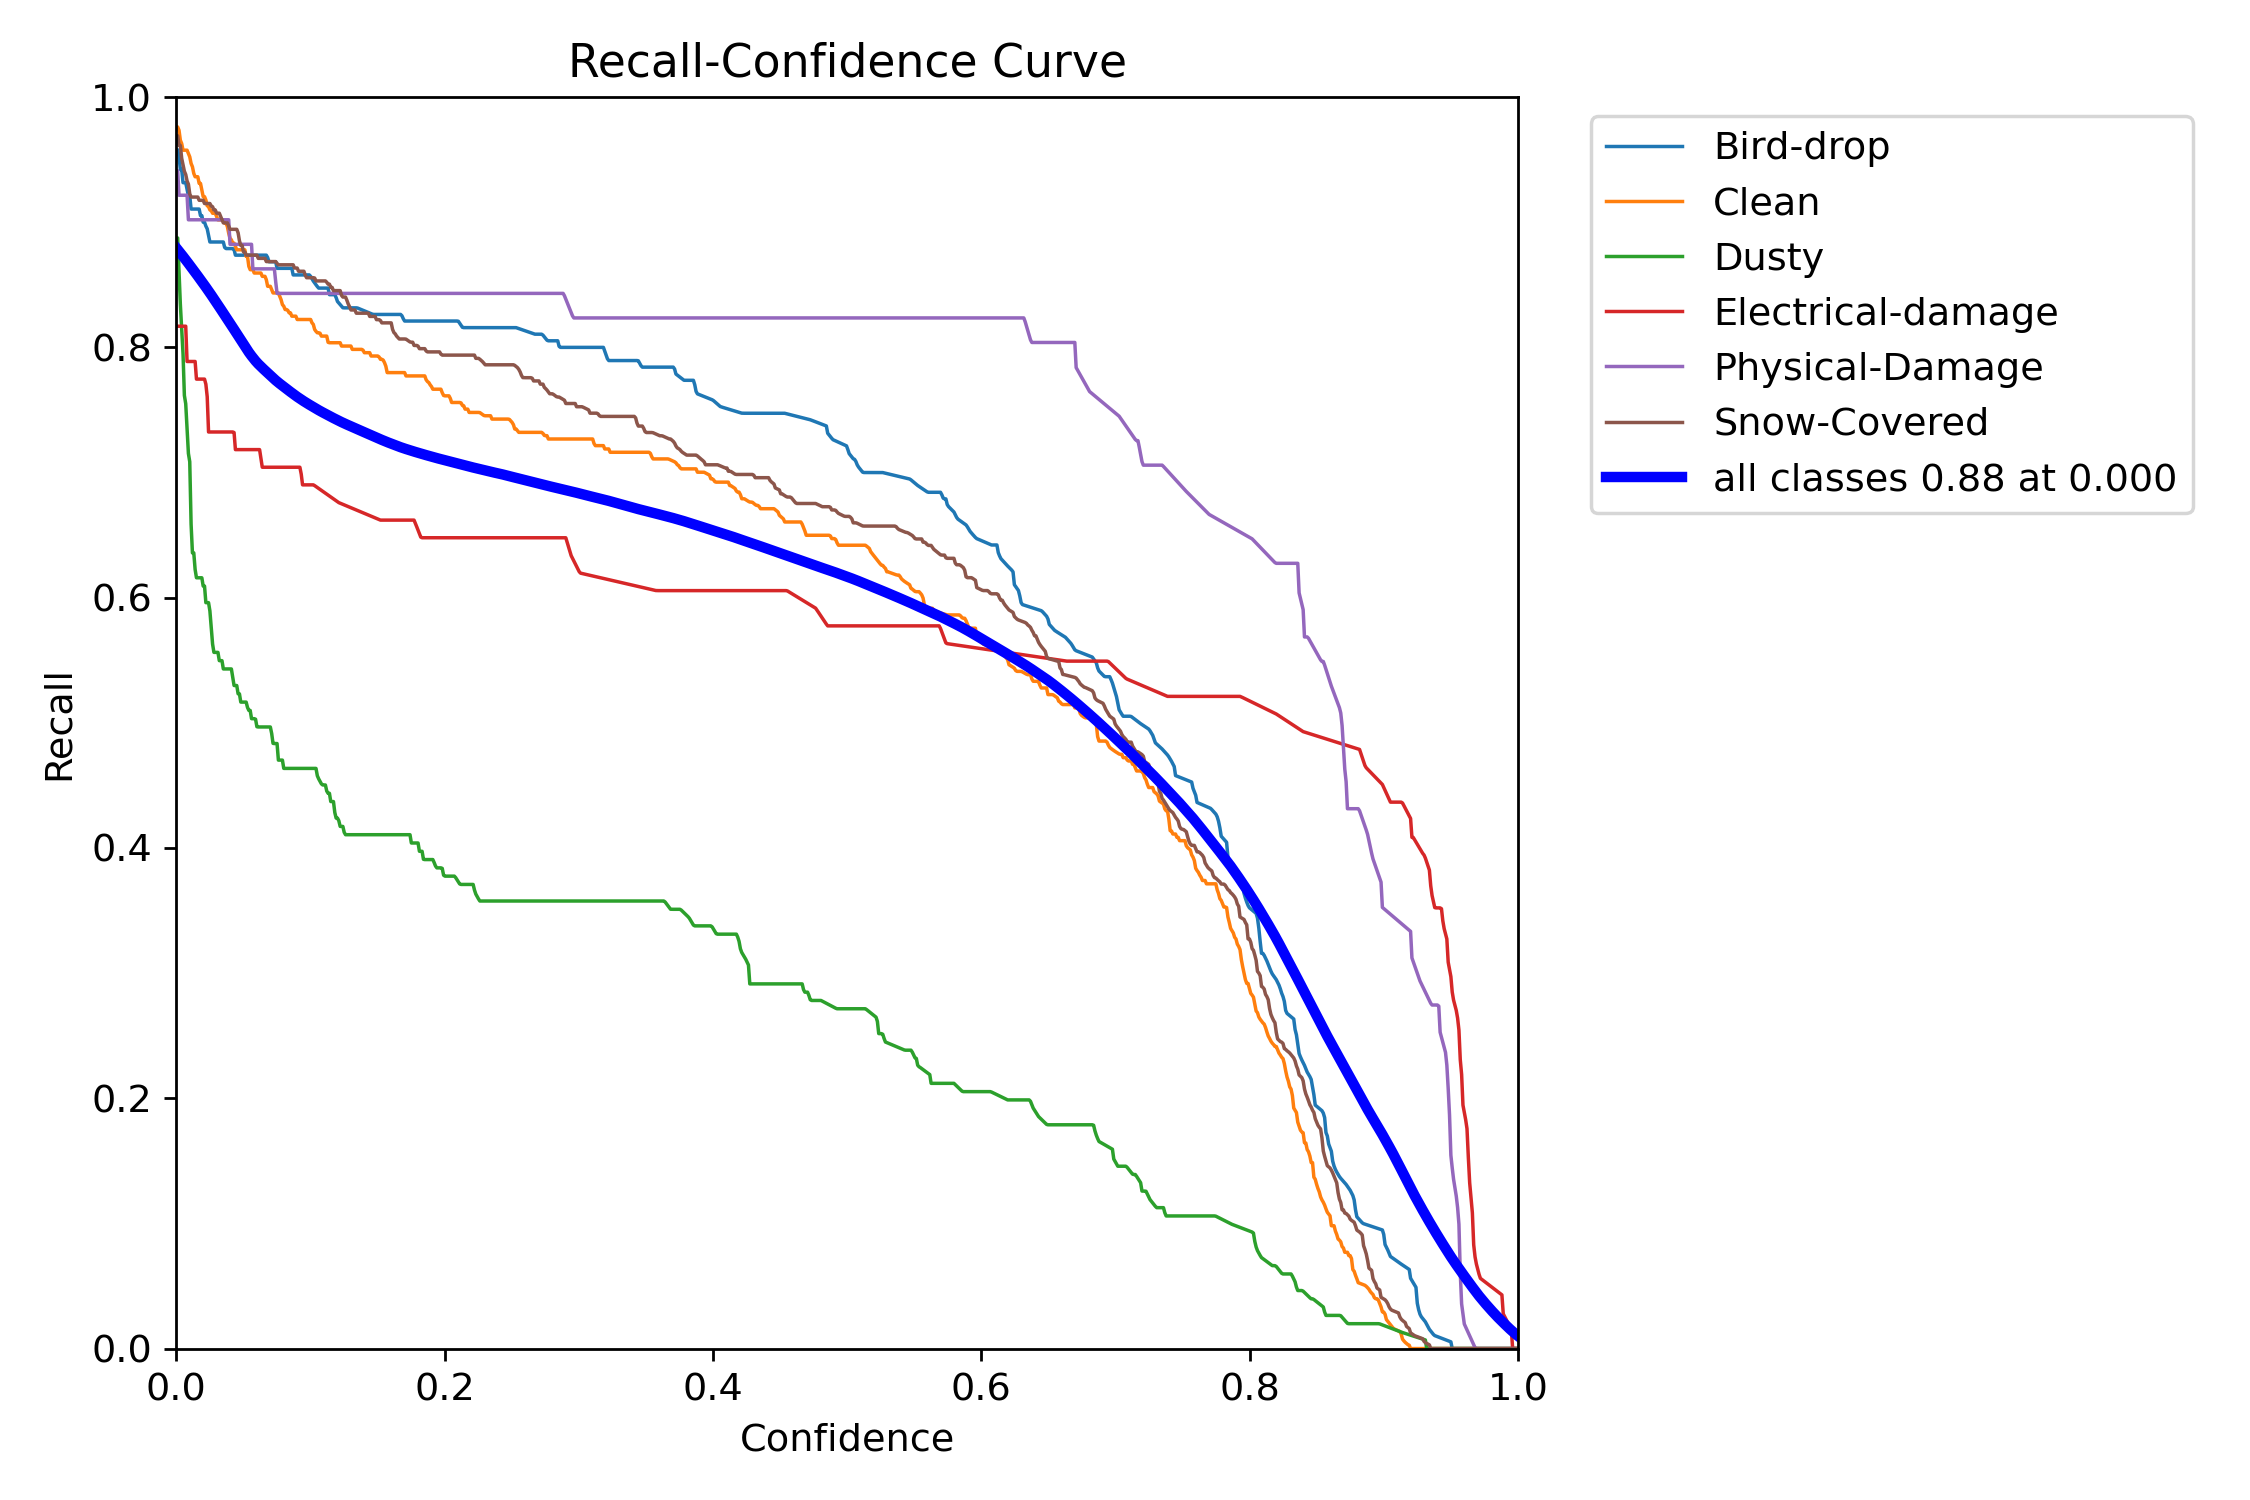 Recall-Confidence Curve
1.0
0.8
0.6
0.4
0.2
0.0
Recall
0.0 0.2 0.4 0.6 0.8 1.0
Confidence
Bird-drop
Clean
Dusty
Electrical-damage
Physical-Damage
Snow-Covered
all classes 0.88 at 0.000